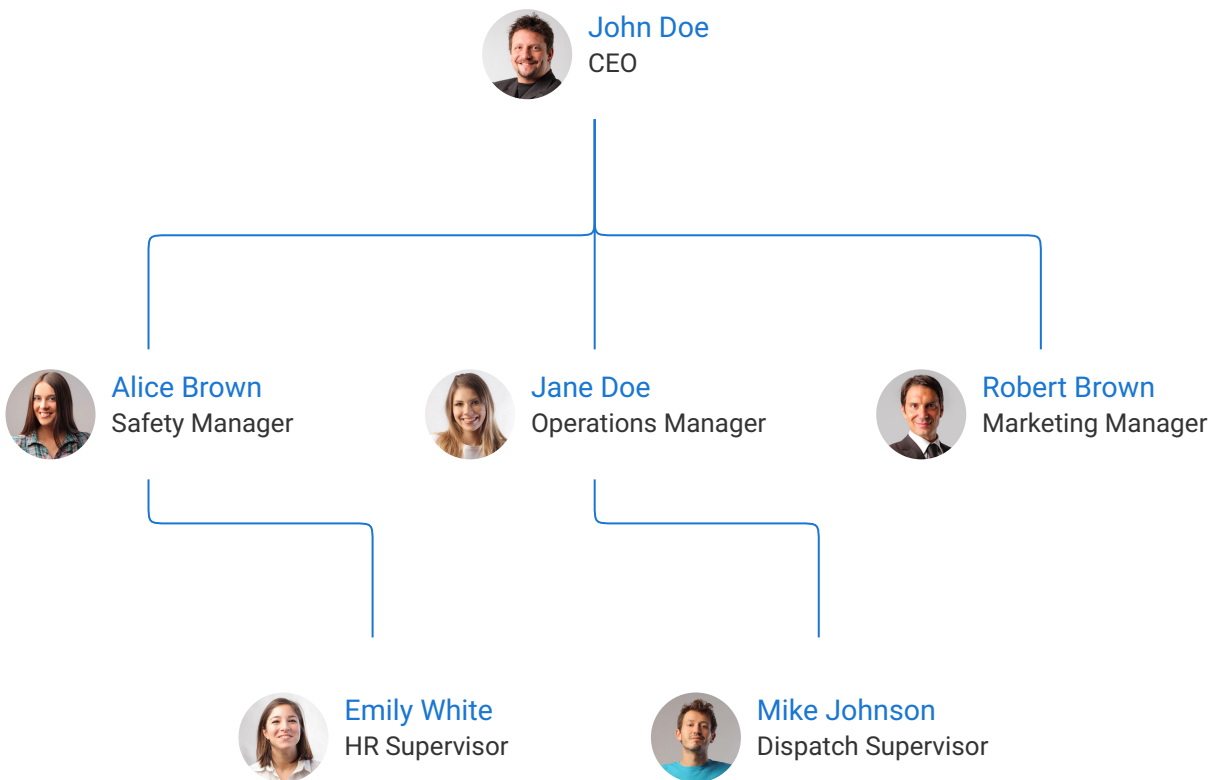 John Doe
CEO
Alice Brown
Safety Manager
Jane Doe
Operations Manager
Robert Brown
Marketing Manager
Emily White
HR Supervisor
Mike Johnson
Dispatch Supervisor